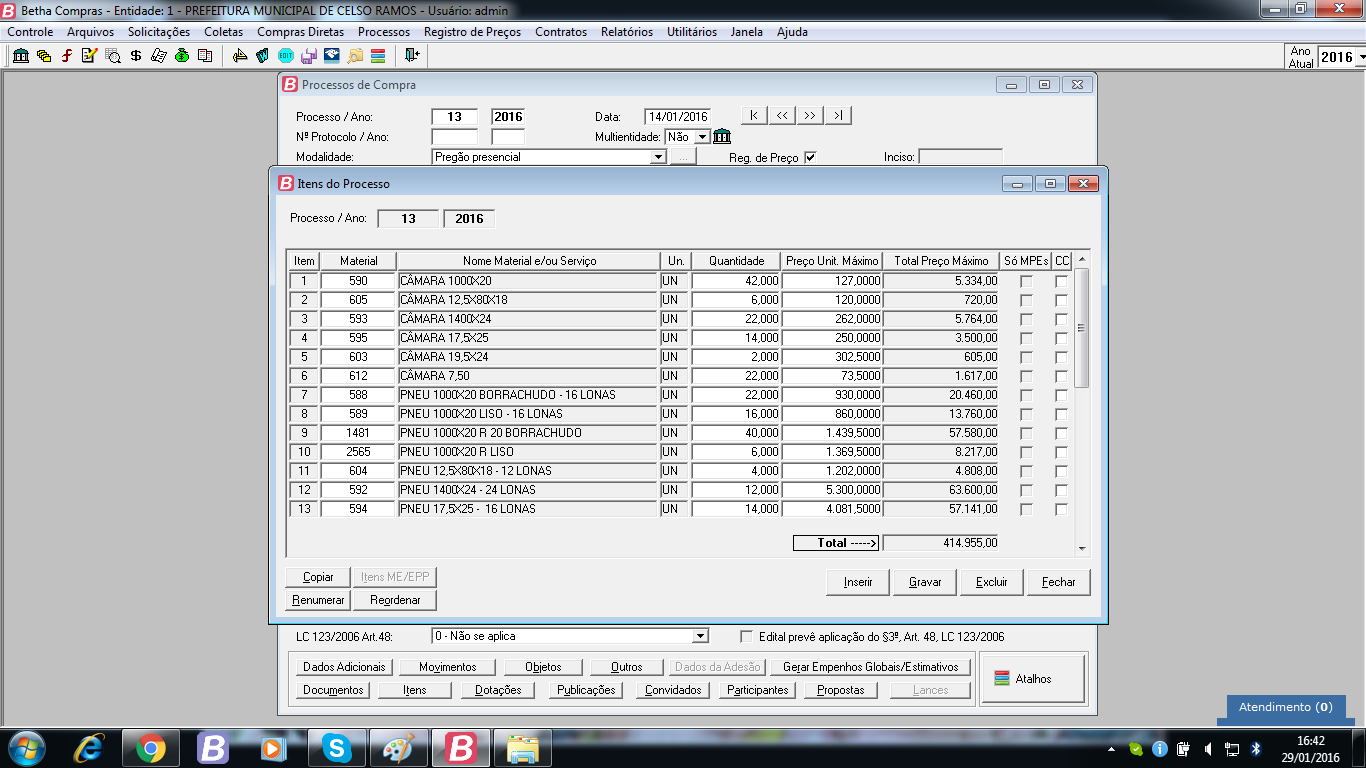 Betha Compras - Entidade: 1 - PREFEITURA MUNICIPAL DE CELSO RAMOS - Usuário: admin
Controle Arquivos Solicitações Coletas Compras Diretas Processos Registro de Preços Contratos Relatórios Utilitários Janela Ajuda
Ano Atual 2016
Processos de Compra
Processo / Ano: 13 2016 Data: 14/01/2016 |< << >> >|
Nº Protocolo / Ano: Multientidade: Não
Modalidade: Pregão presencial ... Reg. de Preço Inciso:
Itens do Processo
Processo / Ano: 13 2016
Item Material Nome Material e/ou Serviço Un. Quantidade Preço Unit. Máximo Total Preço Máximo Só MPEs CC
1 590 CÂMARA 1000X20 UN 42,000 127,0000 5.334,00
2 605 CÂMARA 12,5X80X18 UN 6,000 120,0000 720,00
3 593 CÂMARA 1400X24 UN 22,000 262,0000 5.764,00
4 595 CÂMARA 17,5X25 UN 14,000 250,0000 3.500,00
5 603 CÂMARA 19,5X24 UN 2,000 302,5000 605,00
6 612 CÂMARA 7,50 UN 22,000 73,5000 1.617,00
7 588 PNEU 1000X20 BORRACHUDO - 16 LONAS UN 22,000 930,0000 20.460,00
8 589 PNEU 1000X20 LISO - 16 LONAS UN 16,000 860,0000 13.760,00
9 1481 PNEU 1000X20 R 20 BORRACHUDO UN 40,000 1.439,5000 57.580,00
10 2565 PNEU 1000X20 R LISO UN 6,000 1.369,5000 8.217,00
11 604 PNEU 12,5X80X18 - 12 LONAS UN 4,000 1.202,0000 4.808,00
12 592 PNEU 1400X24 - 24 LONAS UN 12,000 5.300,0000 63.600,00
13 594 PNEU 17,5X25 - 16 LONAS UN 14,000 4.081,5000 57.141,00
Total -----> 414.955,00
Copiar Itens ME/EPP Inserir Gravar Excluir Fechar
Renumerar Reordenar
LC 123/2006 Art.48: 0 - Não se aplica Edital prevê aplicação do §3º, Art. 48, LC 123/2006
Dados Adicionais Movimentos Objetos Outros Dados da Adesão Gerar Empenhos Globais/Estimativos
Documentos Itens Dotações Publicações Convidados Participantes Propostas Lances
Atalhos
Atendimento (0)
16:42
29/01/2016